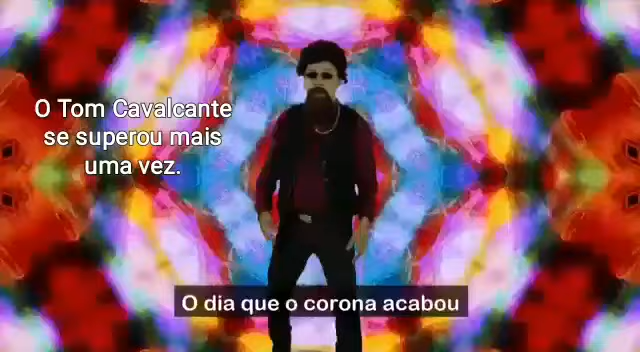 O Tom Cavalcante
se superou mais
uma vez.
O dia que o corona acabou